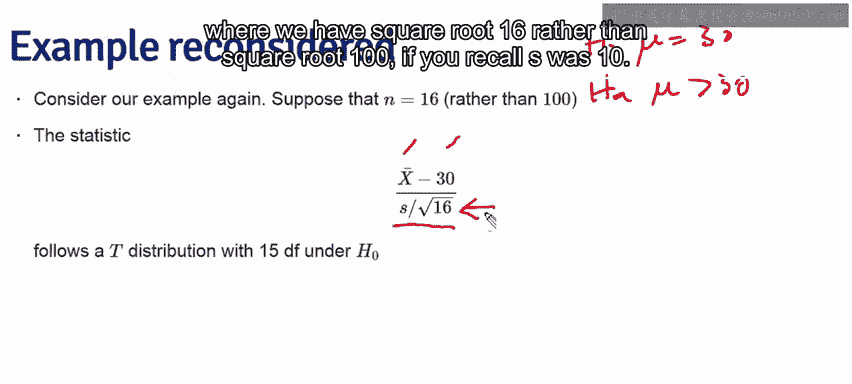 where we have square root 16 rather than
square root 100, if you recall s was 10.
Example reconsidered
μ = 30
Ha μ > 30
· Consider our example again. Suppose that n = 16 (rather than 100)
· The statistic
X̄ − 30
s/√16
follows a T distribution with 15 df under H₀